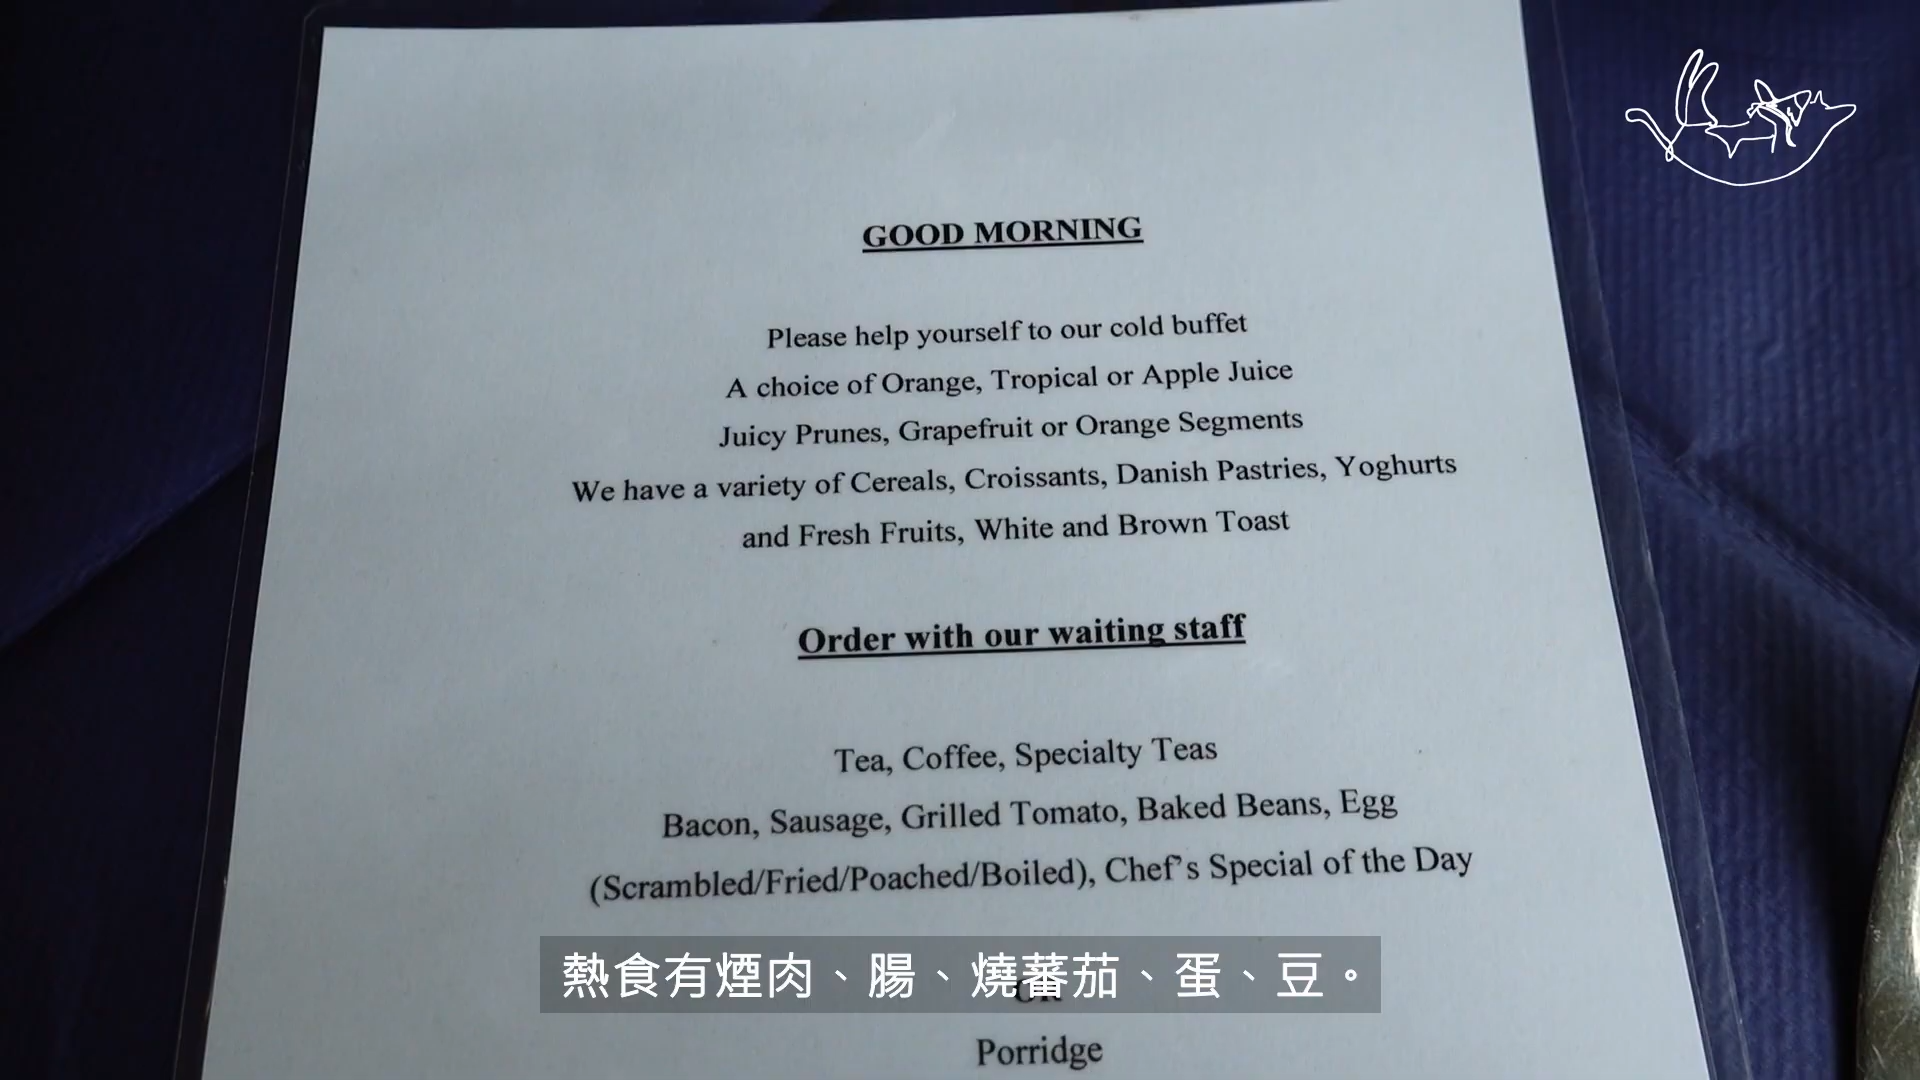 GOOD MORNING
Please help yourself to our cold buffet
A choice of Orange, Tropical or Apple Juice
Juicy Prunes, Grapefruit or Orange Segments
We have a variety of Cereals, Croissants, Danish Pastries, Yoghurts
and Fresh Fruits, White and Brown Toast
Order with our waiting staff
Tea, Coffee, Specialty Teas
Bacon, Sausage, Grilled Tomato, Baked Beans, Egg
(Scrambled/Fried/Poached/Boiled), Chef's Special of the Day
熱食有煙肉、腸、燒蕃茄、蛋、豆。
Porridge